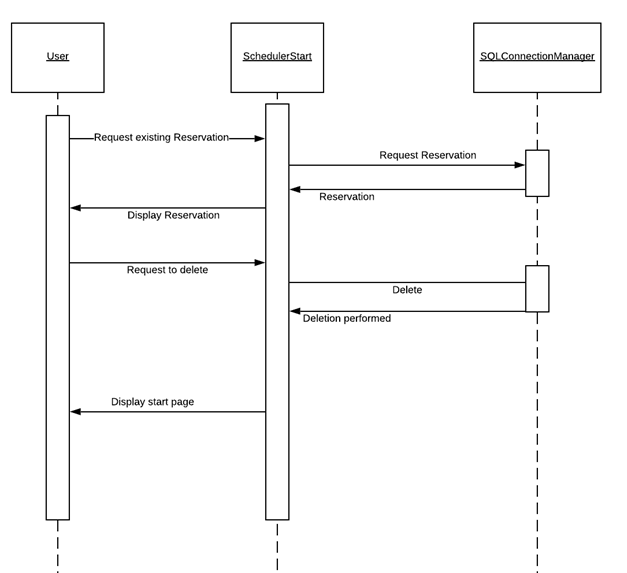 User
SchedulerStart
SQLConnectionManager
Request existing Reservation
Request Reservation
Reservation
Display Reservation
Request to delete
Delete
Deletion performed
Display start page